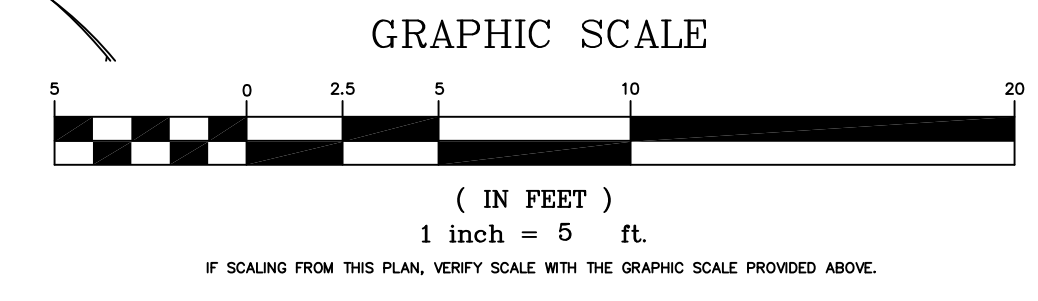 GRAPHIC SCALE
5 0 2.5 5 10 20
( IN FEET )
1 inch = 5 ft.
IF SCALING FROM THIS PLAN, VERIFY SCALE WITH THE GRAPHIC SCALE PROVIDED ABOVE.